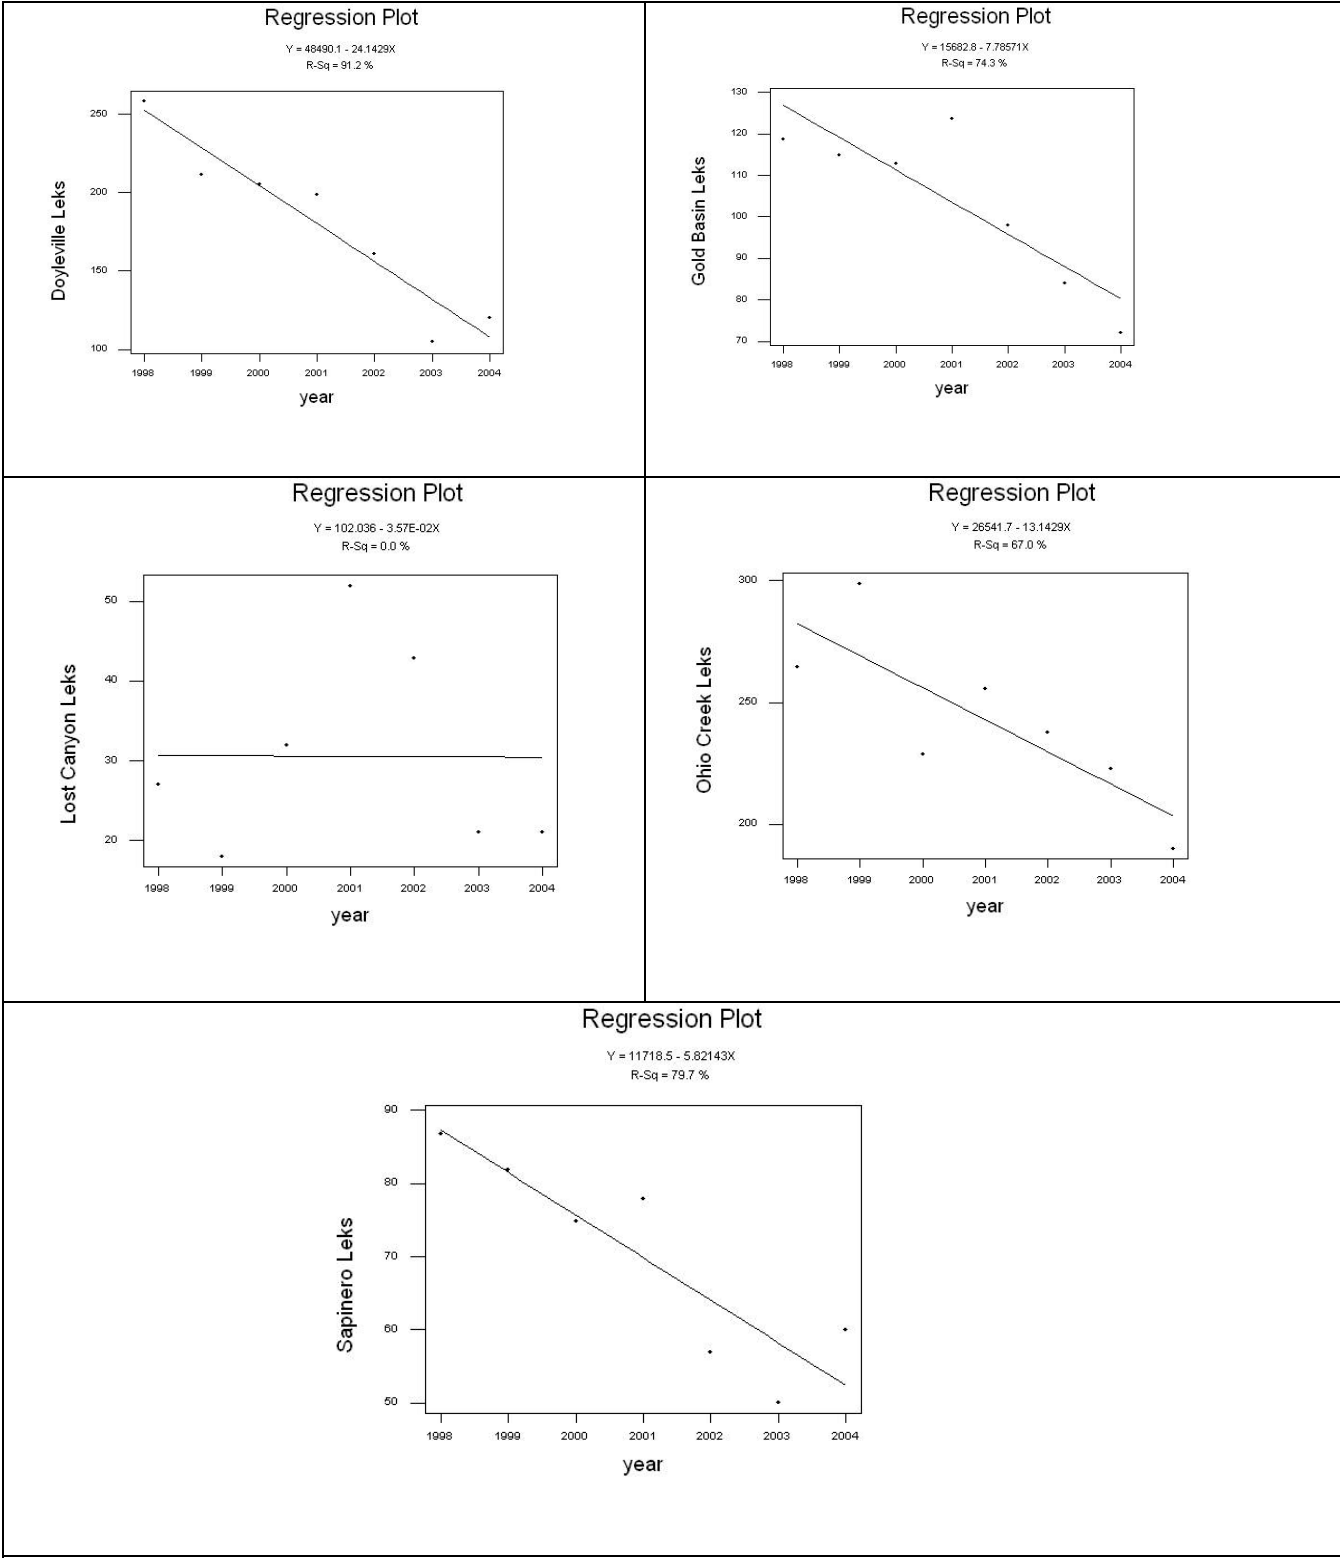 Regression Plot
Y = 48490.1 - 24.1429X
R-Sq = 91.2 %
250
200
150
100
Doyleville Leks
1998 1999 2000 2001 2002 2003 2004
year
Regression Plot
Y = 15682.8 - 7.78571X
R-Sq = 74.3 %
130
120
110
100
90
80
70
Gold Basin Leks
1998 1999 2000 2001 2002 2003 2004
year
Regression Plot
Y = 102.036 - 3.57E-02X
R-Sq = 0.0 %
50
40
30
20
Lost Canyon Leks
1998 1999 2000 2001 2002 2003 2004
year
Regression Plot
Y = 26541.7 - 13.1429X
R-Sq = 67.0 %
300
250
200
Ohio Creek Leks
1998 1999 2000 2001 2002 2003 2004
year
Regression Plot
Y = 11718.5 - 5.82143X
R-Sq = 79.7 %
90
80
70
60
50
Sapinero Leks
1998 1999 2000 2001 2002 2003 2004
year